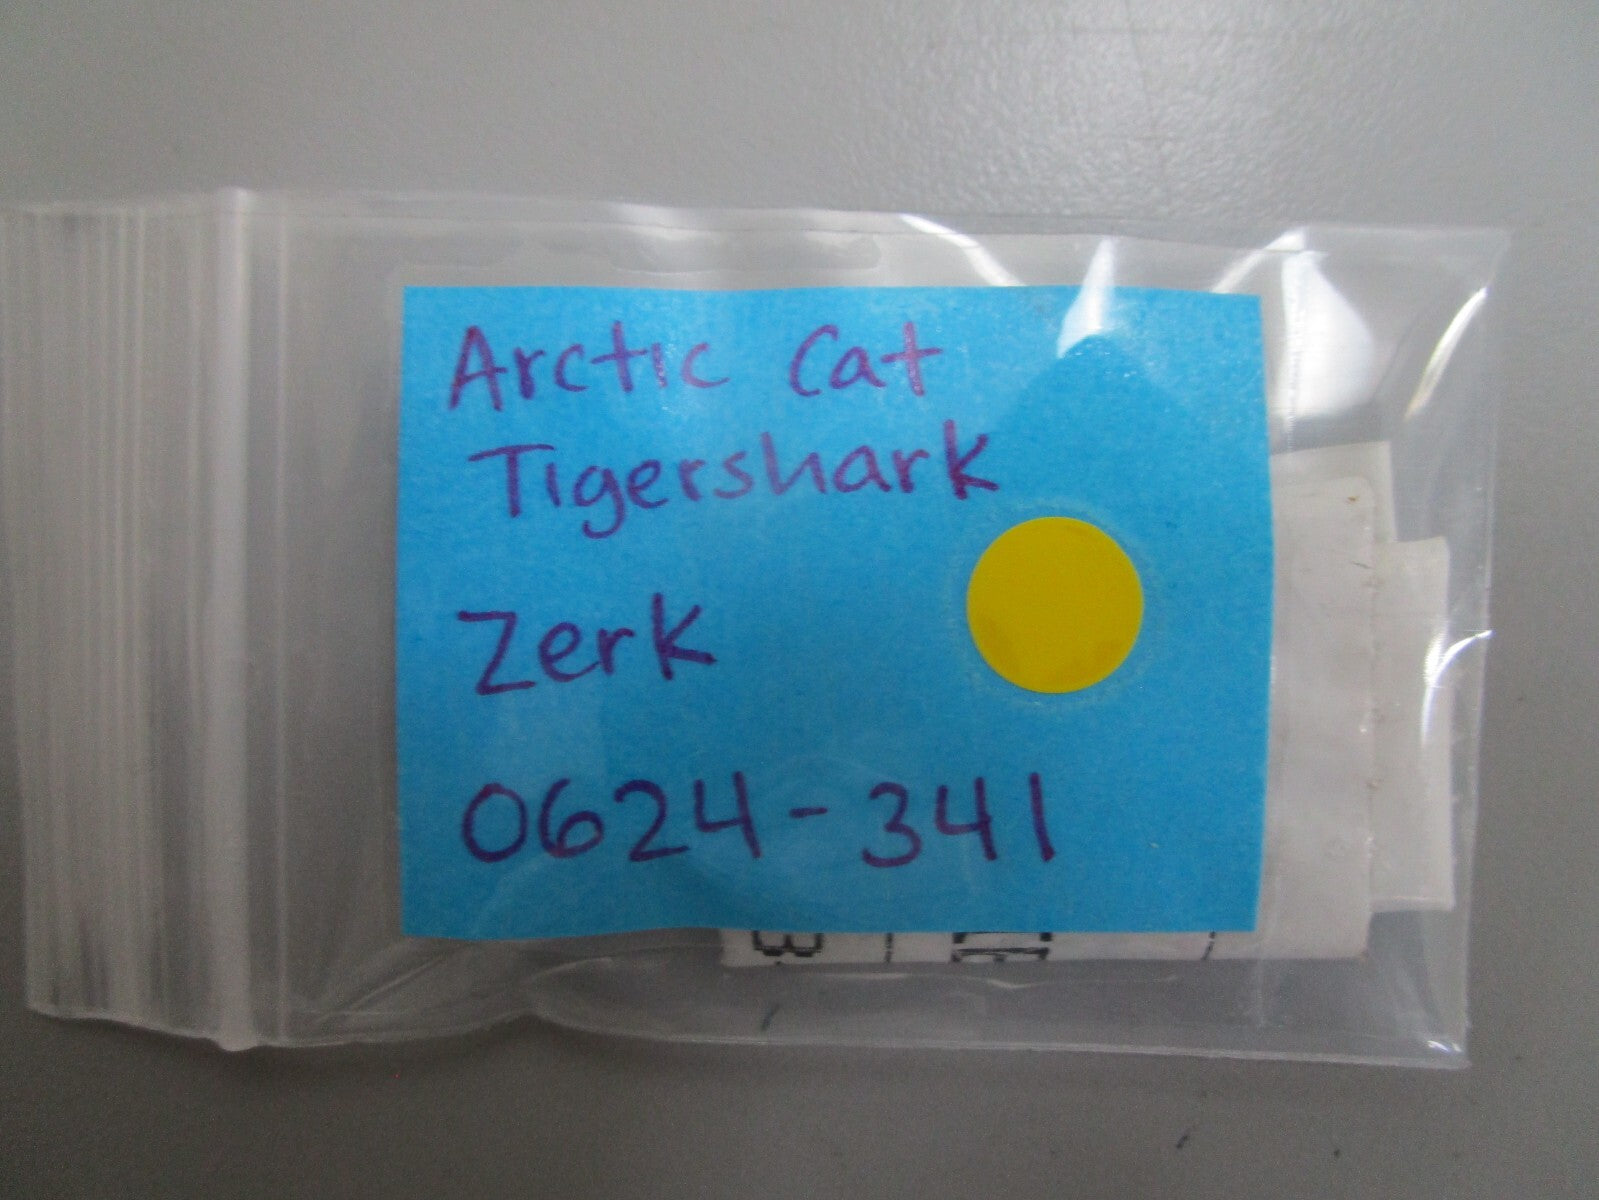 Arctic Cat
Tigershark
Zerk
0624-341